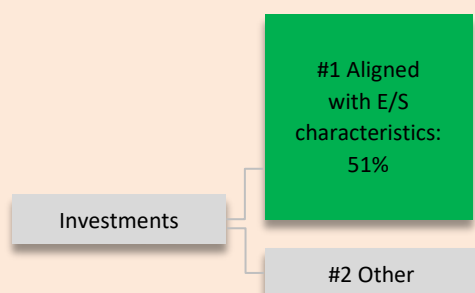 #1 Aligned
with E/S
characteristics:
51%
Investments
#2 Other